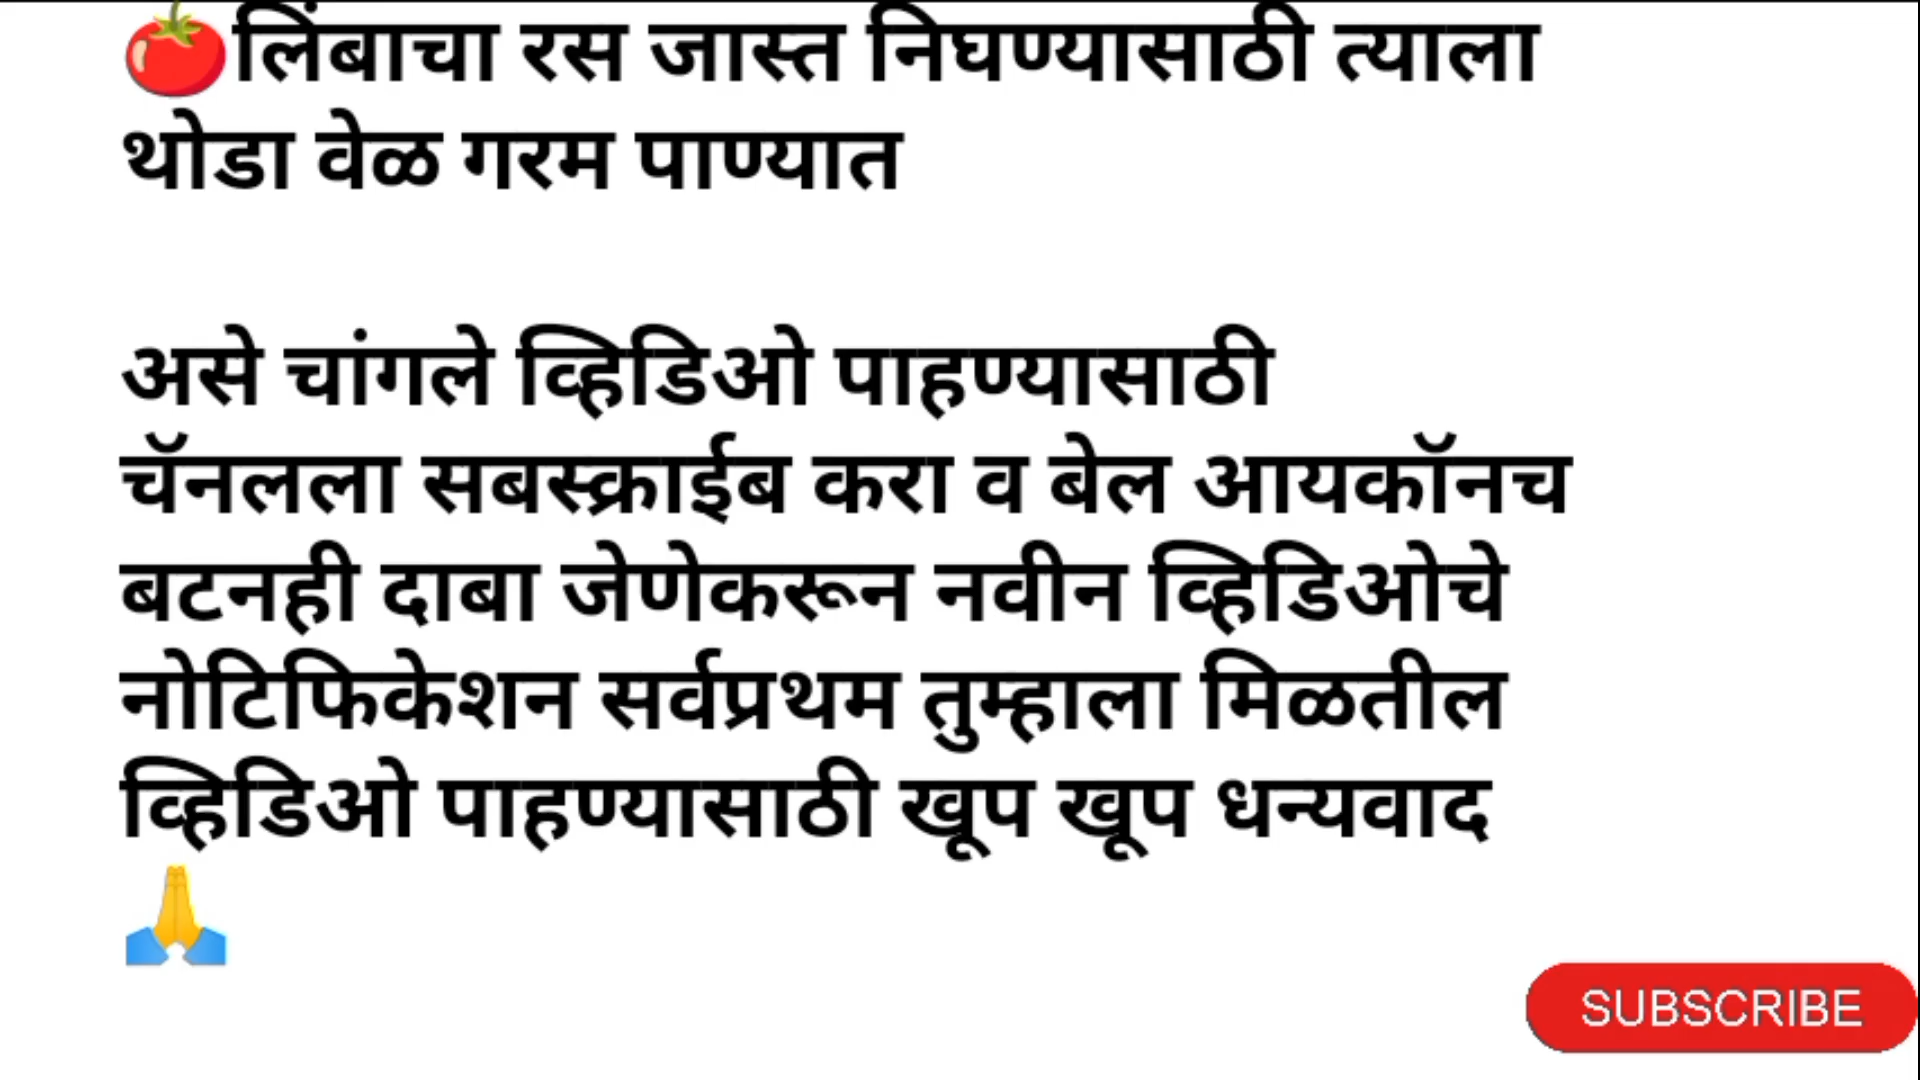 🍅लिंबाचा रस जास्त निघण्यासाठी त्याला
थोडा वेळ गरम पाण्यात
असे चांगले व्हिडिओ पाहण्यासाठी
चॅनलला सबस्क्राईब करा व बेल आयकॉनच
बटनही दाबा जेणेकरून नवीन व्हिडिओचे
नोटिफिकेशन सर्वप्रथम तुम्हाला मिळतील
व्हिडिओ पाहण्यासाठी खूप खूप धन्यवाद
🙏
SUBSCRIBE